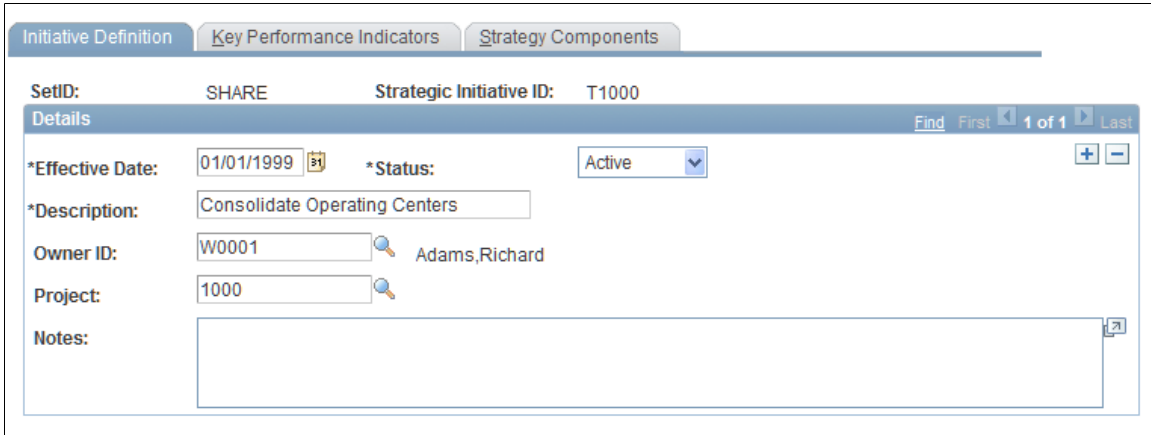 Initiative Definition Key Performance Indicators Strategy Components
SetID: SHARE Strategic Initiative ID: T1000
Details Find First 1 of 1 Last
*Effective Date: 01/01/1999 31 *Status: Active
*Description: Consolidate Operating Centers
Owner ID: W0001 Adams,Richard
Project: 1000
Notes: